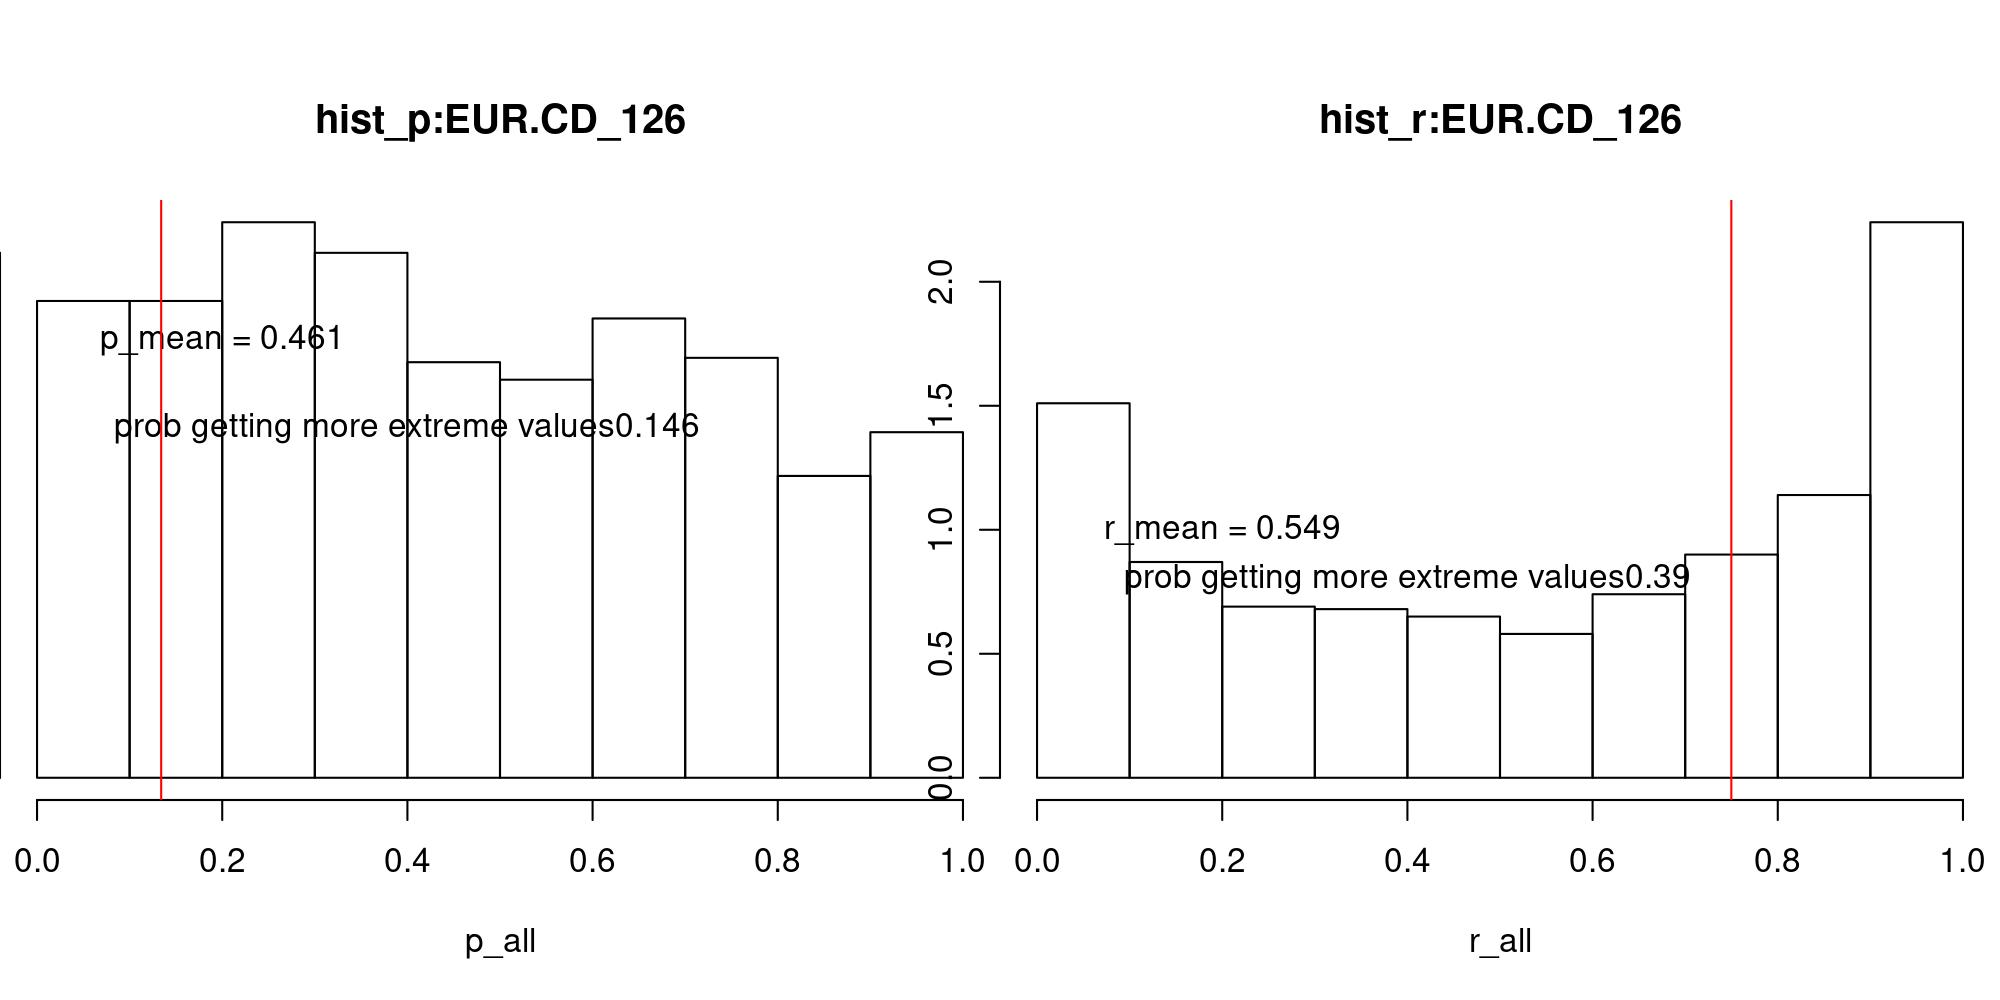 hist_p:EUR.CD_126
p_mean = 0.461
prob getting more extreme values0.146
0.0 0.2 0.4 0.6 0.8 1.0
p_all
hist_r:EUR.CD_126
2.0
1.5
1.0
0.5
0.0
r_mean = 0.549
prob getting more extreme values0.39
0.0 0.2 0.4 0.6 0.8 1.0
r_all